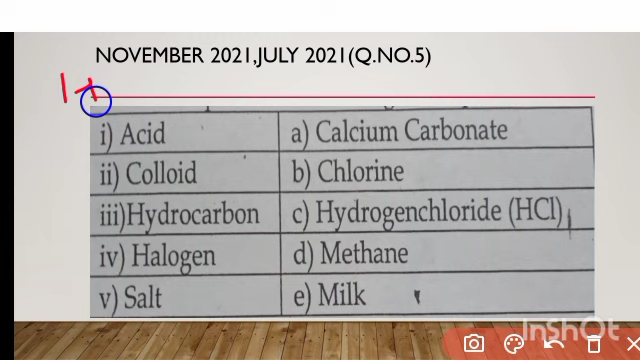 NOVEMBER 2021,JULY 2021(Q.NO.5)
i) Acid a) Calcium Carbonate
ii) Colloid b) Chlorine
iii)Hydrocarbon c) Hydrogenchloride (HCl)
iv) Halogen d) Methane
v) Salt e) Milk
InShOt